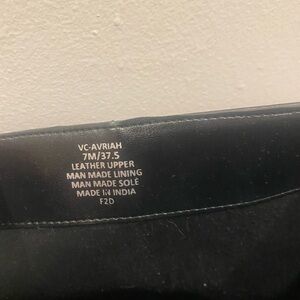 VC-AVRIAH
7M/37.5
LEATHER UPPER
MAN MADE LINING
MAN MADE SOLE
MADE IN INDIA
F2D